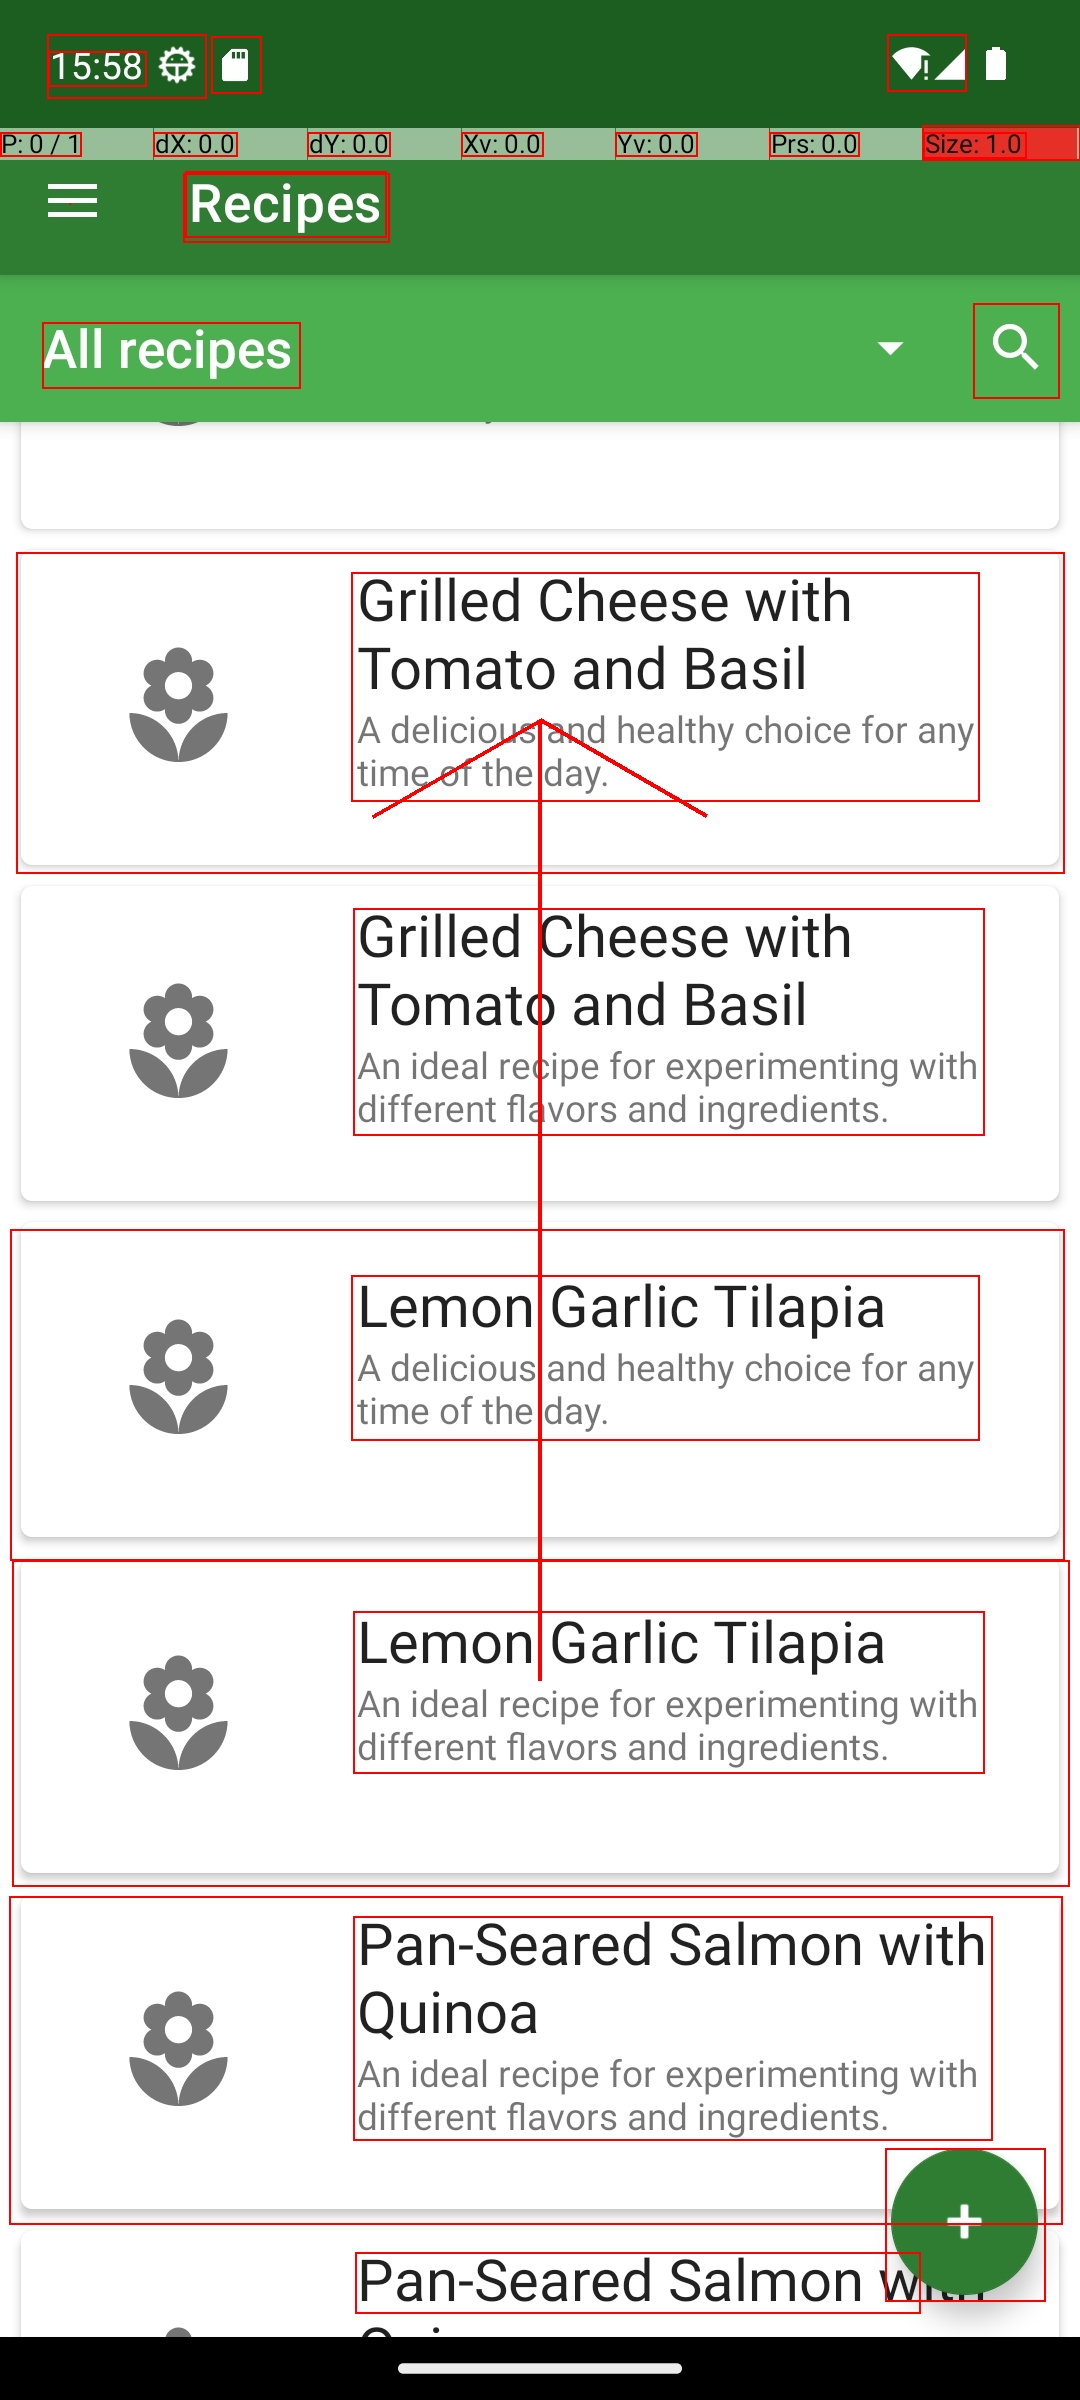 15:58
P: 0 / 1
dX: 0.0
dY: 0.0
Xv: 0.0
Yv: 0.0
Prs: 0.0
Size: 1.0
Recipes
All recipes
Grilled Cheese with
Tomato and Basil
A delicious and healthy choice for any
time of the day.
Grilled Cheese with
Tomato and Basil
An ideal recipe for experimenting with
different flavors and ingredients.
Lemon Garlic Tilapia
A delicious and healthy choice for any
time of the day.
Lemon Garlic Tilapia
An ideal recipe for experimenting with
different flavors and ingredients.
Pan-Seared Salmon with
Quinoa
An ideal recipe for experimenting with
different flavors and ingredients.
Pan-Seared Salmon with